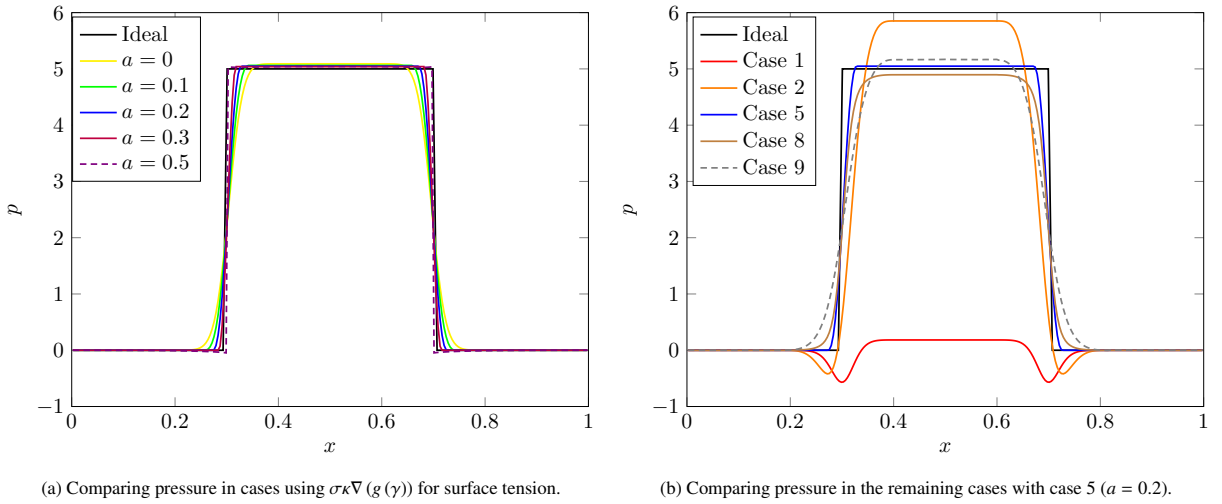 6
5
4
3
2
1
0
−1
p
0
0.2
0.4
0.6
0.8
1
x
Ideal
a = 0
a = 0.1
a = 0.2
a = 0.3
a = 0.5
(a) Comparing pressure in cases using σκ∇ (g (γ)) for surface tension.
6
5
4
3
2
1
0
−1
p
0
0.2
0.4
0.6
0.8
1
x
Ideal
Case 1
Case 2
Case 5
Case 8
Case 9
(b) Comparing pressure in the remaining cases with case 5 (a = 0.2).